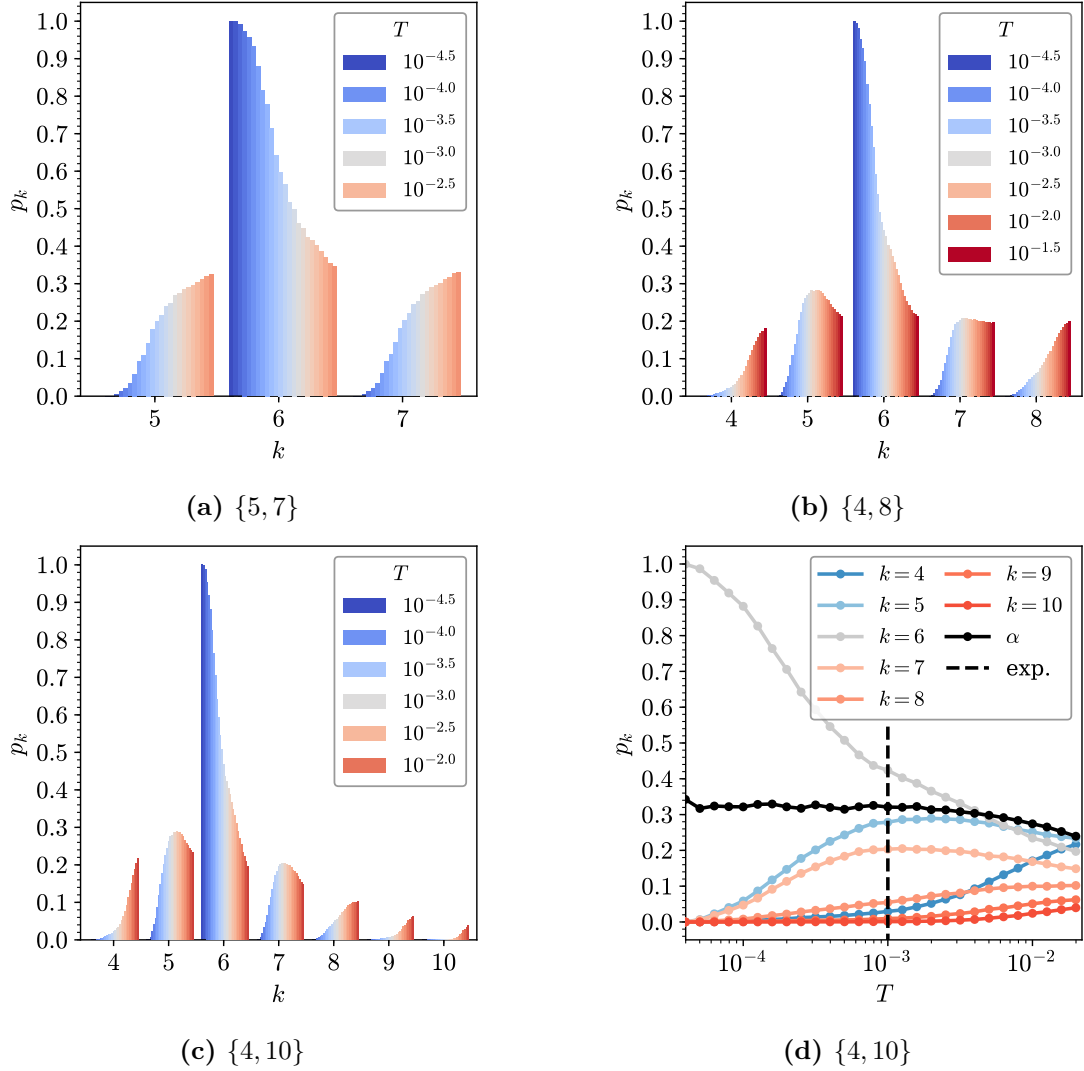 1.0
0.9
0.8
0.7
0.6
0.5
0.4
0.3
0.2
0.1
0.0
p_k
T
10^{-4.5}
10^{-4.0}
10^{-3.5}
10^{-3.0}
10^{-2.5}
5 6 7
k
(a) {5, 7}
1.0
0.9
0.8
0.7
0.6
0.5
0.4
0.3
0.2
0.1
0.0
p_k
T
10^{-4.5}
10^{-4.0}
10^{-3.5}
10^{-3.0}
10^{-2.5}
10^{-2.0}
10^{-1.5}
4 5 6 7 8
k
(b) {4, 8}
1.0
0.9
0.8
0.7
0.6
0.5
0.4
0.3
0.2
0.1
0.0
p_k
T
10^{-4.5}
10^{-4.0}
10^{-3.5}
10^{-3.0}
10^{-2.5}
10^{-2.0}
4 5 6 7 8 9 10
k
(c) {4, 10}
1.0
0.9
0.8
0.7
0.6
0.5
0.4
0.3
0.2
0.1
0.0
p_k
k = 4
k = 5
k = 6
k = 7
k = 8
k = 9
k = 10
α
exp.
10^{-4} 10^{-3} 10^{-2}
T
(d) {4, 10}